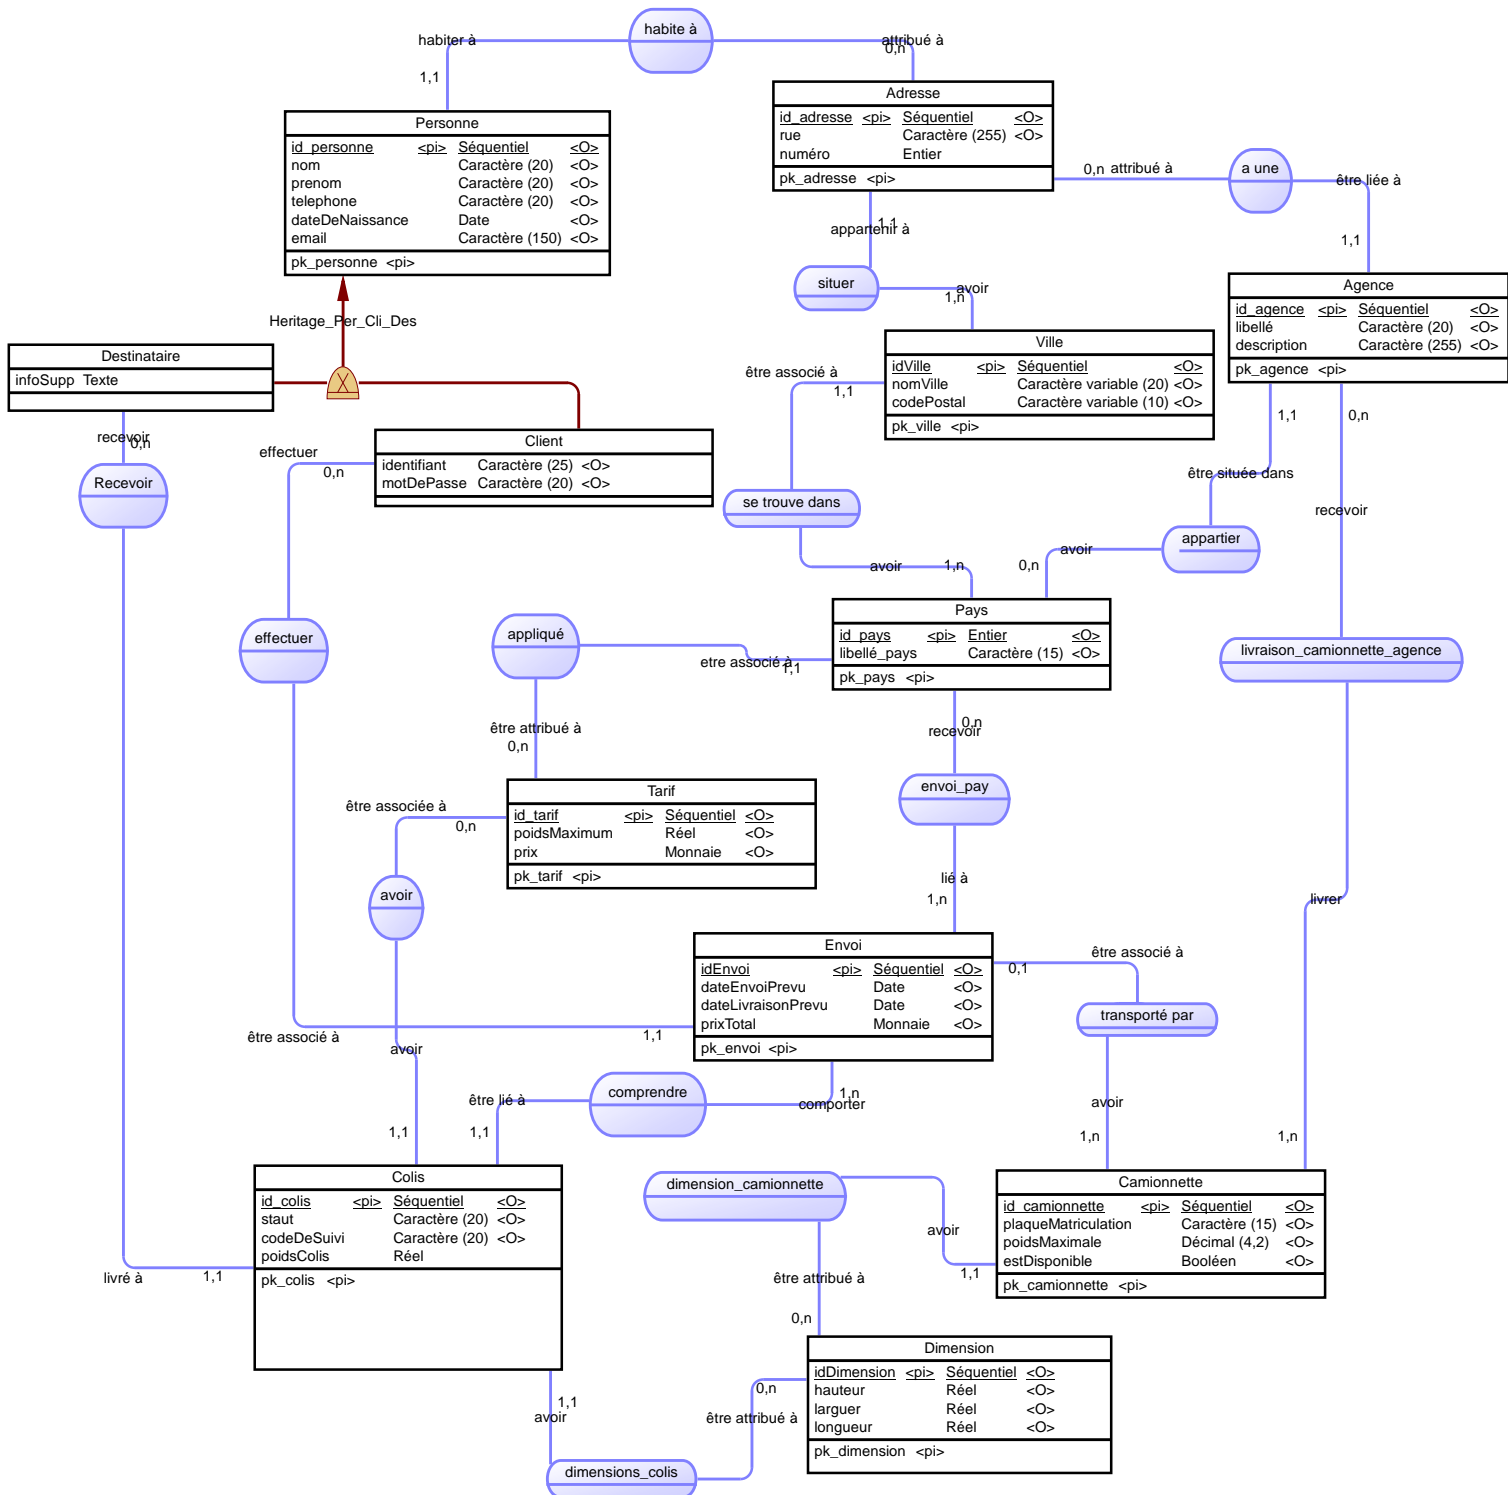 habite à
habiter à
attribué à
0,n
1,1
Adresse
id_adresse <pi> Séquentiel <O>
rue Caractère (255) <O>
numéro Entier
pk_adresse <pi>
Personne
id_personne <pi> Séquentiel <O>
nom Caractère (20) <O>
prenom Caractère (20) <O>
telephone Caractère (20) <O>
dateDeNaissance Date <O>
email Caractère (150) <O>
pk_personne <pi>
0,n attribué à
a une
être liée à
1,1
1,1
appartenir à
situer
avoir
1,n
Agence
id_agence <pi> Séquentiel <O>
libellé Caractère (20) <O>
description Caractère (255) <O>
pk_agence <pi>
Heritage_Per_Cli_Des
Destinataire
infoSupp Texte
Ville
idVille <pi> Séquentiel <O>
nomVille Caractère variable (20) <O>
codePostal Caractère variable (10) <O>
pk_ville <pi>
être associé à
1,1
1,1
0,n
recevoir
0,n
Client
identifiant Caractère (25) <O>
motDePasse Caractère (20) <O>
effectuer
0,n
Recevoir
être située dans
se trouve dans
recevoir
appartier
avoir
0,n
avoir
1,n
Pays
id_pays <pi> Entier <O>
libellé_pays Caractère (15) <O>
pk_pays <pi>
effectuer
appliqué
etre associé à
1,1
livraison_camionnette_agence
être attribué à
0,n
0,n
recevoir
envoi_pay
Tarif
id_tarif <pi> Séquentiel <O>
poidsMaximum Réel <O>
prix Monnaie <O>
pk_tarif <pi>
être associée à
0,n
avoir
lié à
1,n
livrer
Envoi
idEnvoi <pi> Séquentiel <O>
dateEnvoiPrevu Date <O>
dateLivraisonPrevu Date <O>
prixTotal Monnaie <O>
pk_envoi <pi>
0,1
être associé à
transporté par
être associé à
1,1
avoir
être lié à
comprendre
1,n
comporter
avoir
1,1
1,1
1,n
1,n
Colis
id_colis <pi> Séquentiel <O>
staut Caractère (20) <O>
codeDeSuivi Caractère (20) <O>
poidsColis Réel
pk_colis <pi>
dimension_camionnette
Camionnette
id_camionnette <pi> Séquentiel <O>
plaqueMatriculation Caractère (15) <O>
poidsMaximale Décimal (4,2) <O>
estDisponible Booléen <O>
pk_camionnette <pi>
avoir
1,1
livré à
1,1
être attribué à
0,n
Dimension
idDimension <pi> Séquentiel <O>
hauteur Réel <O>
larguer Réel <O>
longueur Réel <O>
pk_dimension <pi>
1,1
avoir
0,n
être attribué à
dimensions_colis